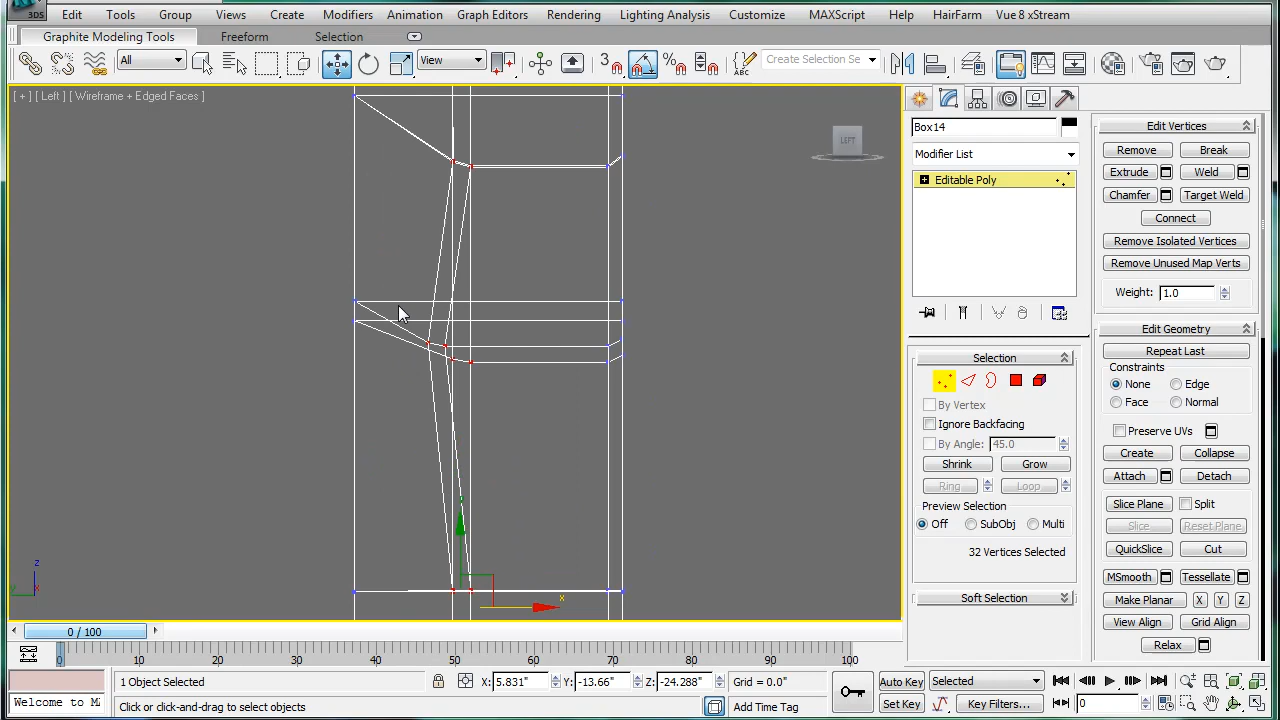 3DS
Edit Tools Group Views Create Modifiers Animation Graph Editors Rendering Lighting Analysis Customize MAXScript Help HairFarm Vue 8 xStream
Graphite Modeling Tools Freeform Selection
All View 3 % ABC Create Selection Se
[ + ] [ Left ] [ Wireframe + Edged Faces ]
LEFT
Box14
Modifier List
Editable Poly
Selection
By Vertex
Ignore Backfacing
By Angle: 45.0
Shrink Grow
Ring Loop
Preview Selection
Off SubObj Multi
32 Vertices Selected
Soft Selection
Edit Vertices
Remove Break
Extrude Weld
Chamfer Target Weld
Connect
Remove Isolated Vertices
Remove Unused Map Verts
Weight: 1.0
Edit Geometry
Repeat Last
Constraints
None Edge
Face Normal
Preserve UVs
Create Collapse
Attach Detach
Slice Plane Split
Slice Reset Plane
QuickSlice Cut
MSmooth Tessellate
Make Planar X Y Z
View Align Grid Align
Relax
z
x
x
0 / 100
0 10 20 30 40 50 60 70 80 90 100
1 Object Selected X: 5.831" Y: -13.66" Z: -24.288" Grid = 0.0" Auto Key Selected
Welcome to M Click or click-and-drag to select objects Add Time Tag Set Key Key Filters... 0